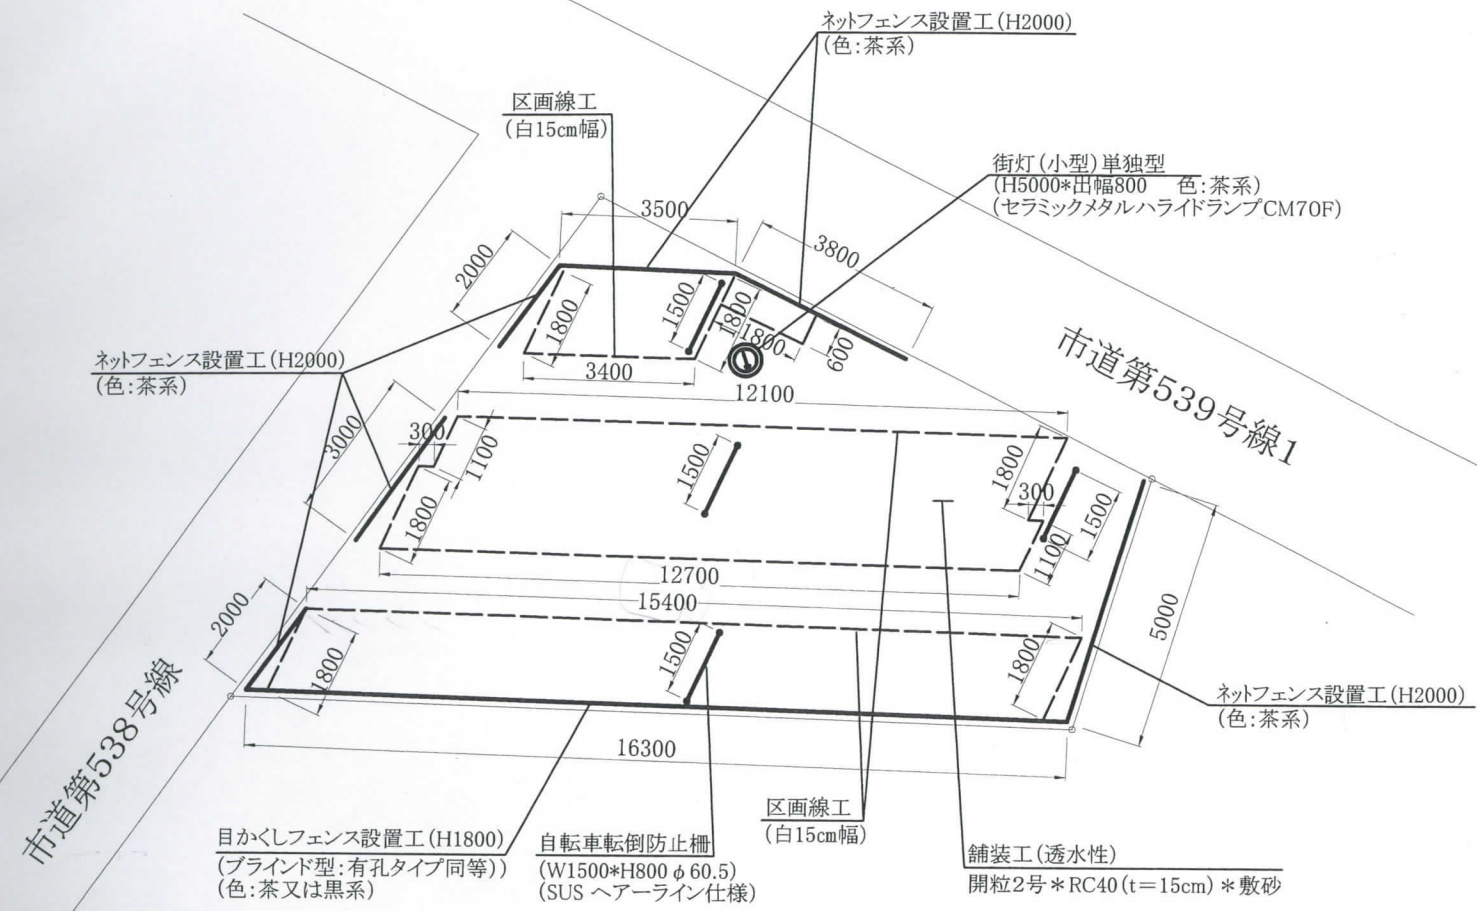 ネットフェンス設置工(H2000)
(色:茶系)
区画線工
(白15cm幅)
街灯(小型)単独型
(H5000*出幅800 色:茶系)
(セラミックメタルハライドランプCM70F)
3500
3800
2000
1800
1500
1800
1800
600
3400
市道第539号線1
ネットフェンス設置工(H2000)
(色:茶系)
12100
3000
300
1100
1500
1800
1800
300
1500
1100
12700
15400
2000
1800
1500
1800
5000
市道第538号線
ネットフェンス設置工(H2000)
(色:茶系)
16300
目かくしフェンス設置工(H1800)
(ブラインド型:有孔タイプ同等))
(色:茶又は黒系)
自転車転倒防止柵
(W1500*H800φ60.5)
(SUS ヘアーライン仕様)
区画線工
(白15cm幅)
舗装工(透水性)
開粒2号*RC40(t=15cm)*敷砂